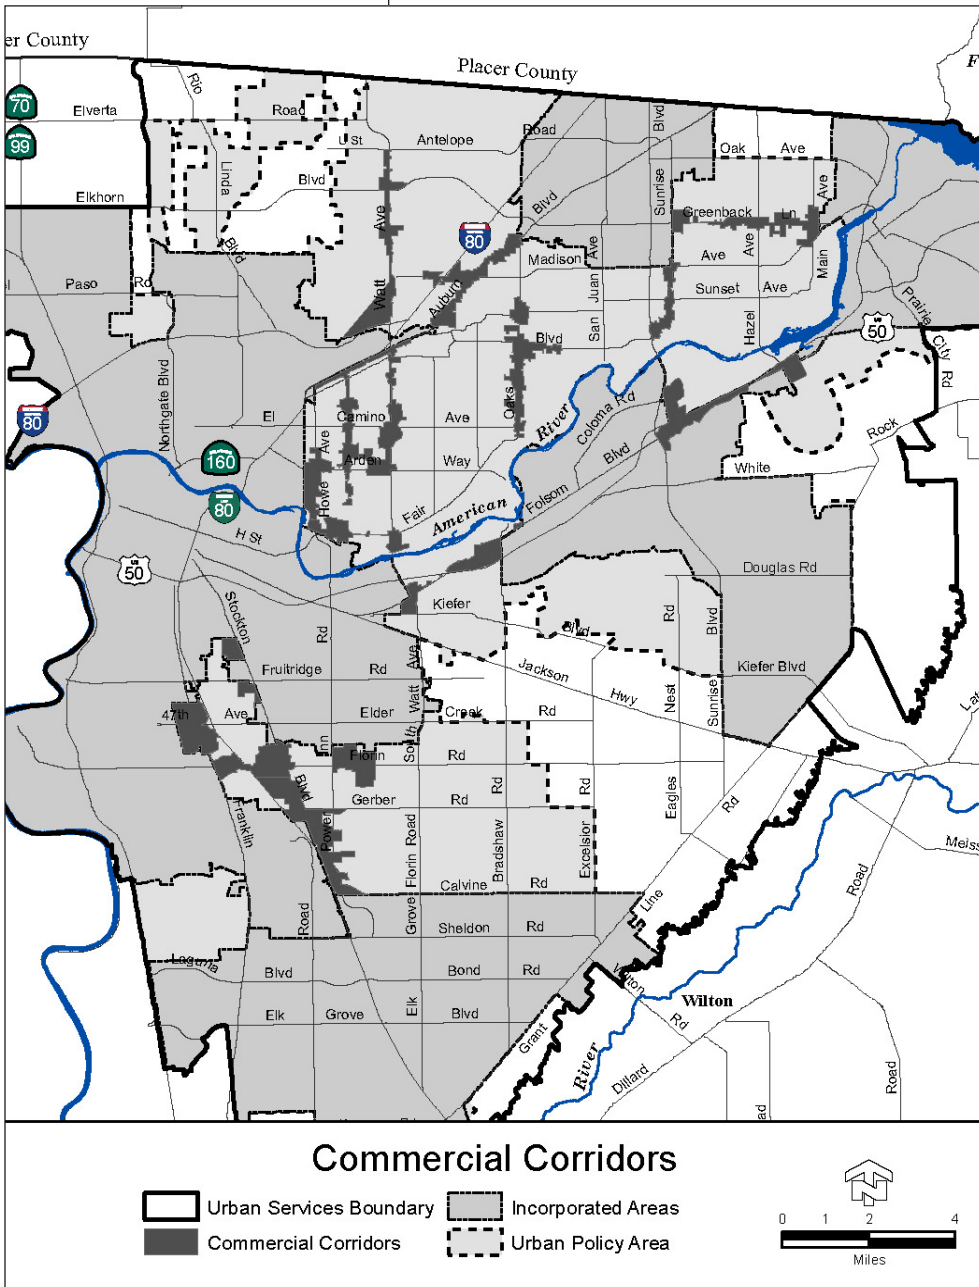 er County
Placer County
F
70
99
Elverta
Rio
Road
U St
Antelope
Road
Blvd
Oak Ave
Elkhorn
Linda
Blvd
Blvd
Ave
80
Blvd
Sunrise
Greenback Ln
Ave
Paso Rd
Watt
Auburn
Madison
Ave
Ave
Ave
Main
Juan
Sunset Ave
San
Hazel
Prairie
City
Rd
50
Blvd
80
Northgate Blvd
El
Camino
Ave
Oaks
River
Coloma Rd
Rock
160
Ave
Arden
Way
Blvd
White
80
Howe
Fair
American
Folsom
H St
50
Stockton
Rd
Kiefer
Blvd
Douglas Rd
Rd
Blvd
Fruitridge Rd
Ave
Jackson
Hwy
Kiefer Blvd
47th
Ave
Elder
Creek
Rd
Watt
Nest
Sunrise
Inn
Florin
South
Rd
Blvd
Gerber
Rd
Rd
Rd
Eagles
Rd
Franklin
Power
Florin Road
Bradshaw
Excelsior
Road
Meiss
Calvine
Rd
Line
Road
Grove
Sheldon
Rd
Laguna
Blvd
Bond
Rd
Wilton
Rd
Wilton
Elk
Grove
Elk
Blvd
Grant
River
Dillard
Road
ad
Commercial Corridors
Urban Services Boundary
Incorporated Areas
Commercial Corridors
Urban Policy Area
N
0 1 2 4
Miles